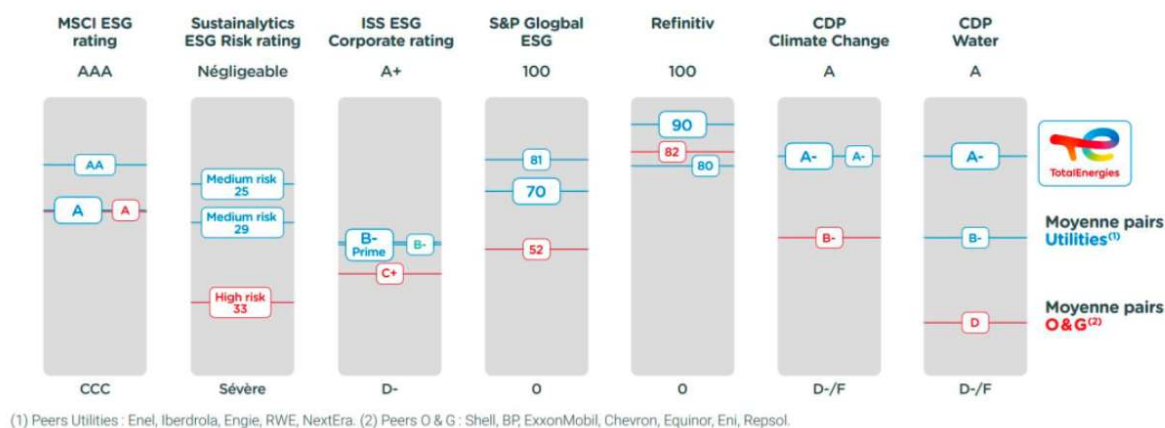 MSCI ESG
rating
AAA
AA
A
A
CCC
Sustainalytics
ESG Risk rating
Négligeable
Medium risk
25
Medium risk
29
High risk
33
Sévère
ISS ESG
Corporate rating
A+
B-
Prime
B-
C+
D-
S&P Glogbal
ESG
100
81
70
52
0
Refinitiv
100
90
82
80
0
CDP
Climate Change
A
A-
A-
B-
D-/F
CDP
Water
A
A-
B-
D
D-/F
TotalEnergies
Moyenne pairs
Utilities(1)
Moyenne pairs
O & G(2)
(1) Peers Utilities : Enel, Iberdrola, Engie, RWE, NextEra. (2) Peers O & G : Shell, BP, ExxonMobil, Chevron, Equinor, Eni, Repsol.